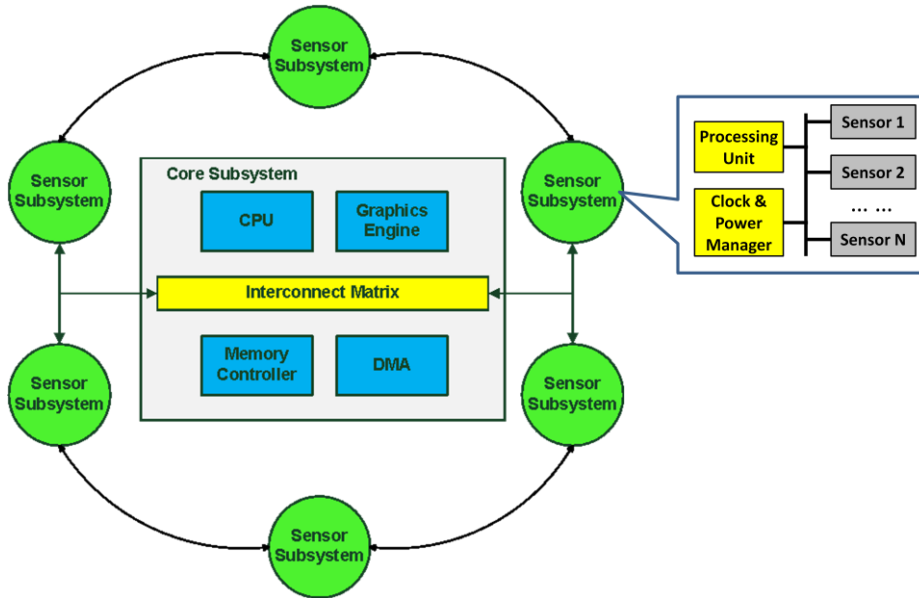 Sensor
Subsystem
Sensor
Subsystem
Sensor
Subsystem
Processing
Unit
Clock &
Power
Manager
Sensor 1
Sensor 2
... ...
Sensor N
Core Subsystem
CPU
Graphics
Engine
Interconnect Matrix
Memory
Controller
DMA
Sensor
Subsystem
Sensor
Subsystem
Sensor
Subsystem